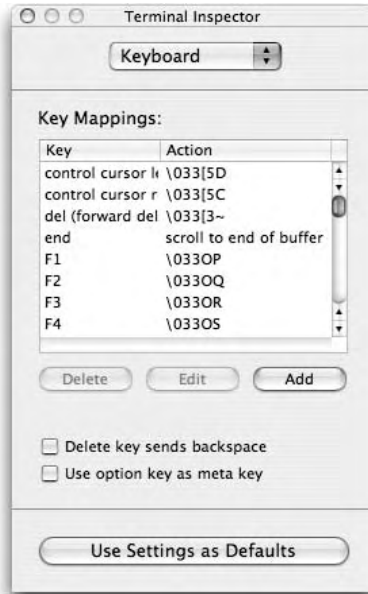 Terminal Inspector
Keyboard
Key Mappings:
Key Action
control cursor l \033[5D
control cursor r \033[5C
del (forward del \033[3~
end scroll to end of buffer
F1 \033OP
F2 \033OQ
F3 \033OR
F4 \033OS
Delete Edit Add
Delete key sends backspace
Use option key as meta key
Use Settings as Defaults